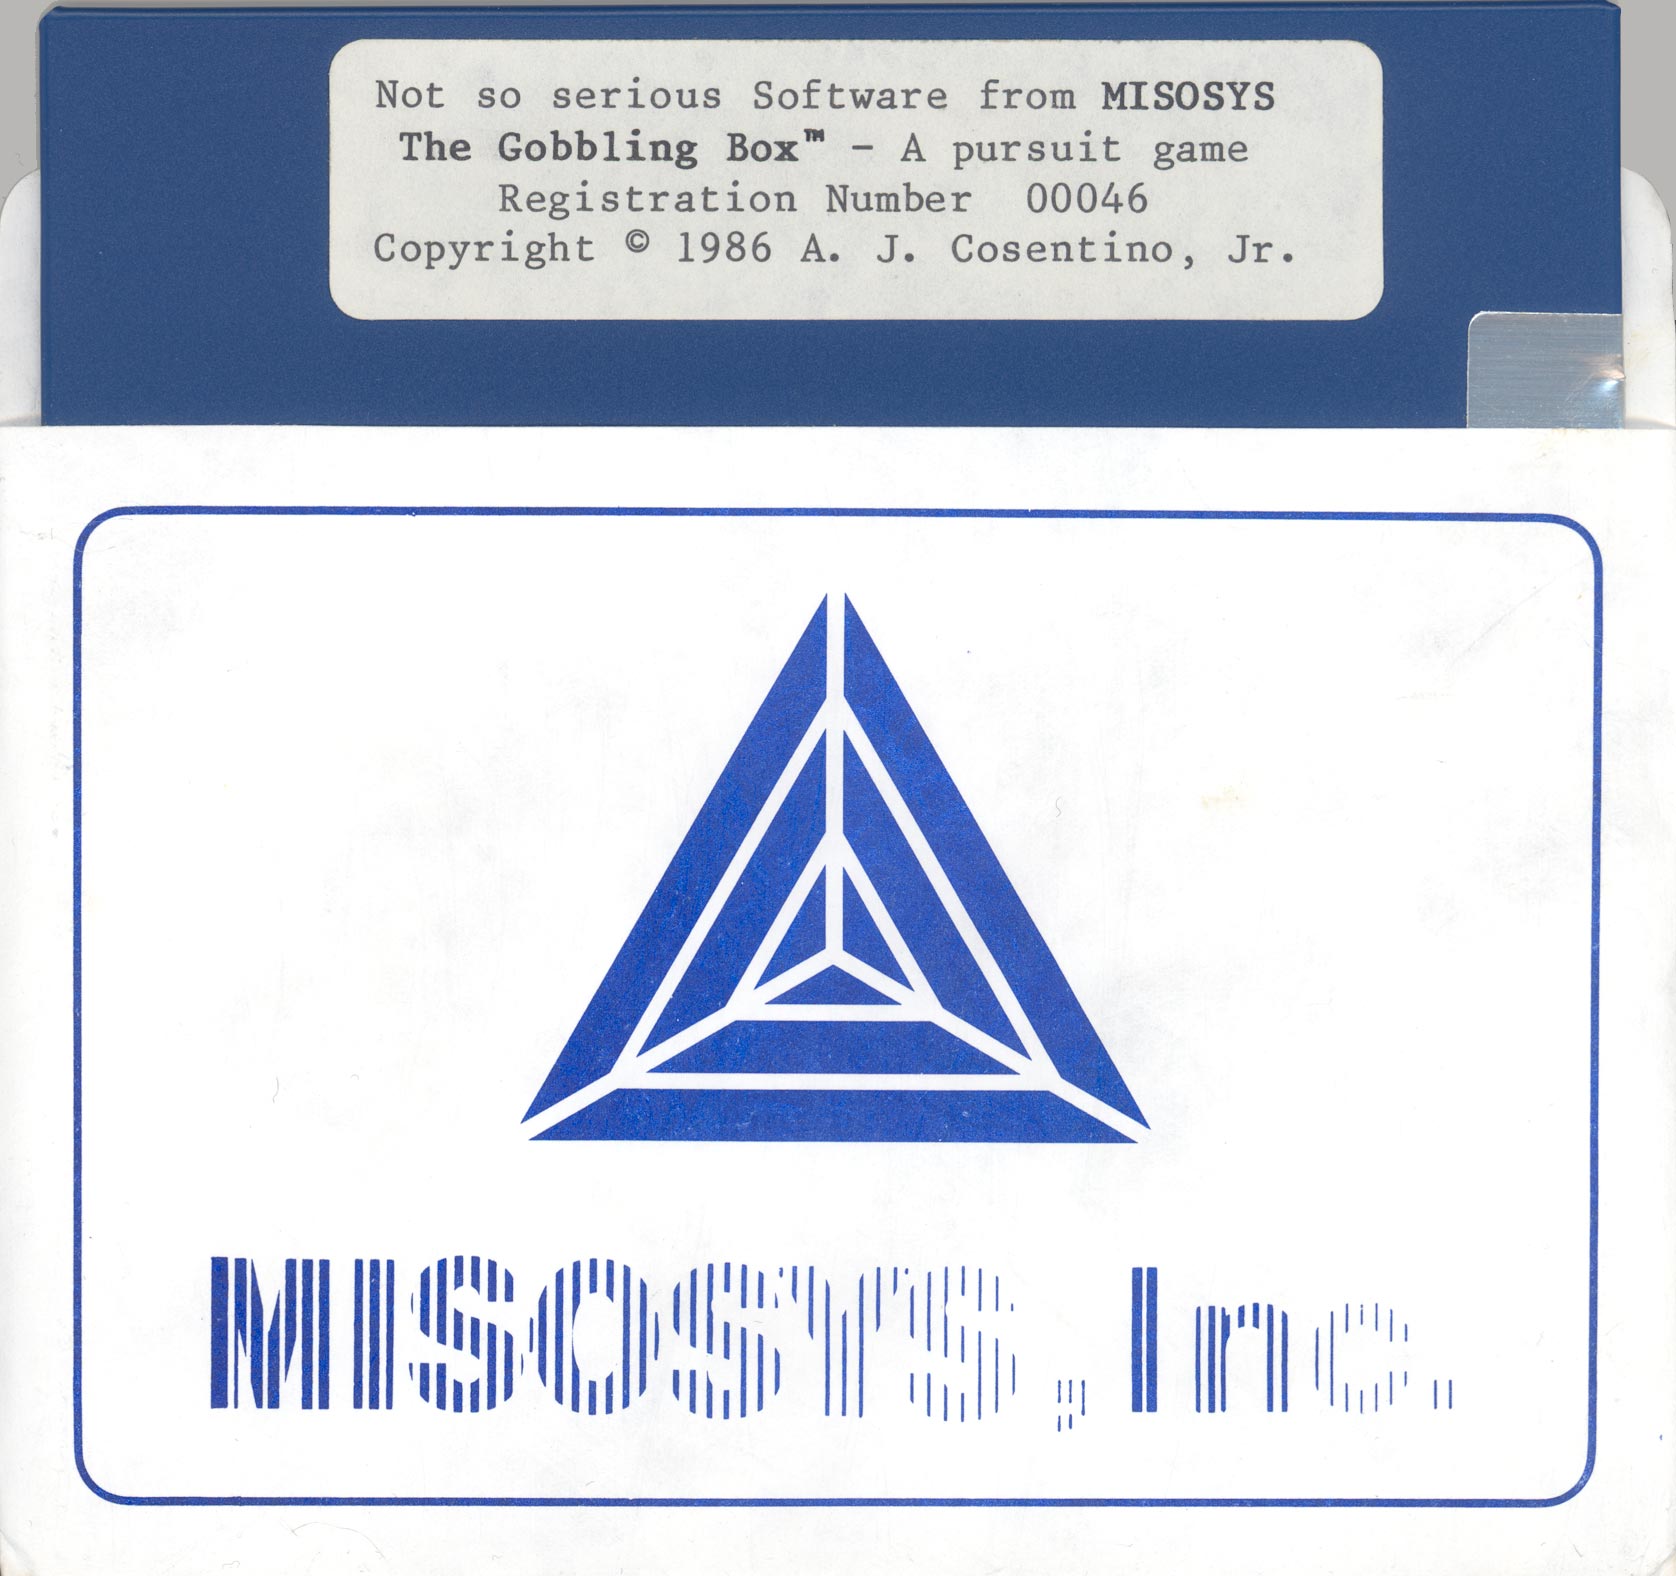 Not so serious Software from MISOSYS
The Gobbling Box™ - A pursuit game
Registration Number 00046
Copyright © 1986 A. J. Cosentino, Jr.
MISOSYS, Inc.